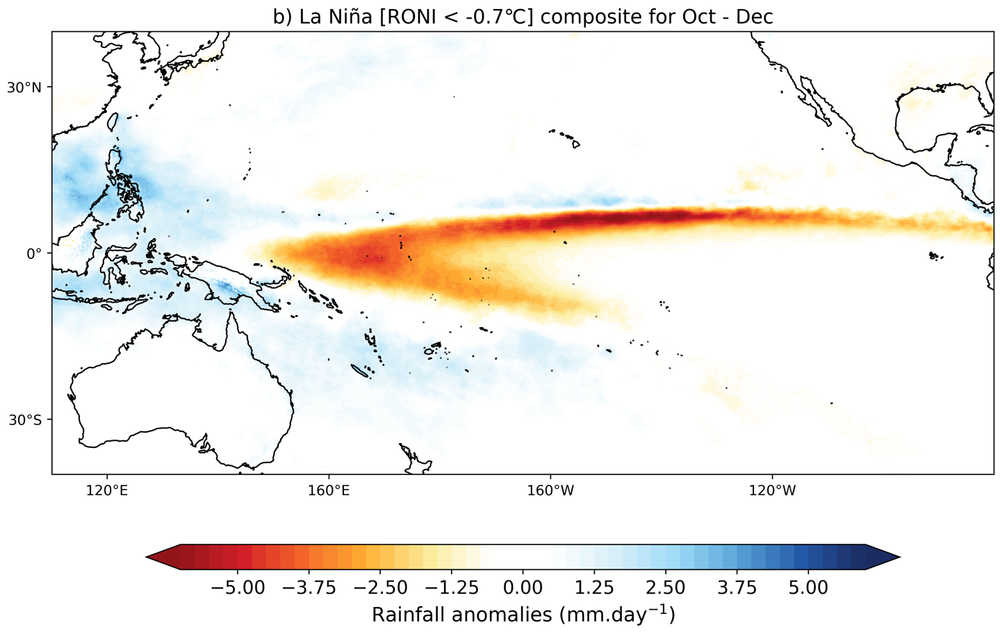 b) La Niña [RONI < -0.7℃] composite for Oct - Dec
30°N
0°
30°S
120°E 160°E 160°W 120°W
−5.00 −3.75 −2.50 −1.25 0.00 1.25 2.50 3.75 5.00
Rainfall anomalies (mm.day⁻¹)